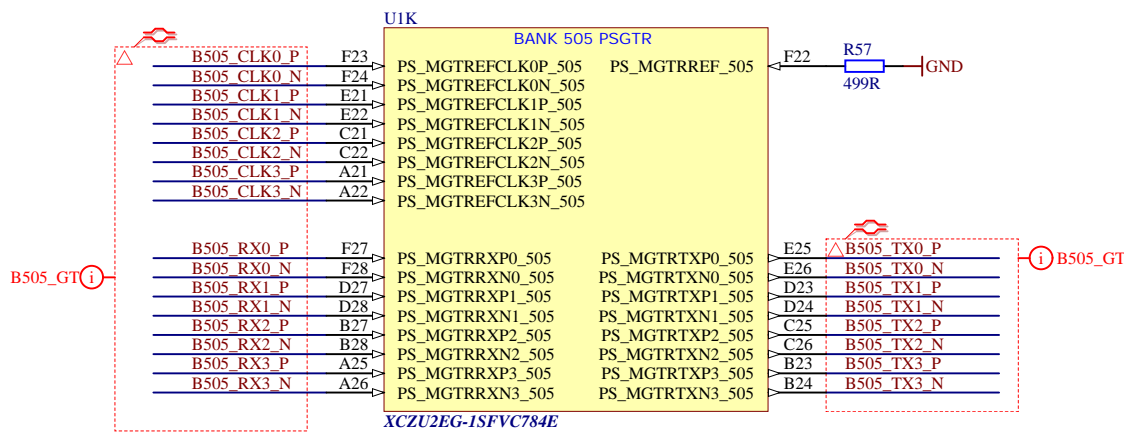 U1K
BANK 505 PSGTR
B505_CLK0_P F23 PS_MGTREFCLK0P_505 PS_MGTRREF_505 F22 R57 499R GND
B505_CLK0_N F24 PS_MGTREFCLK0N_505
B505_CLK1_P E21 PS_MGTREFCLK1P_505
B505_CLK1_N E22 PS_MGTREFCLK1N_505
B505_CLK2_P C21 PS_MGTREFCLK2P_505
B505_CLK2_N C22 PS_MGTREFCLK2N_505
B505_CLK3_P A21 PS_MGTREFCLK3P_505
B505_CLK3_N A22 PS_MGTREFCLK3N_505
B505_RX0_P F27 PS_MGTRRXP0_505 PS_MGTRTXP0_505 E25 B505_TX0_P
B505_GT i B505_RX0_N F28 PS_MGTRRXN0_505 PS_MGTRTXN0_505 E26 B505_TX0_N i B505_GT
B505_RX1_P D27 PS_MGTRRXP1_505 PS_MGTRTXP1_505 D23 B505_TX1_P
B505_RX1_N D28 PS_MGTRRXN1_505 PS_MGTRTXN1_505 D24 B505_TX1_N
B505_RX2_P B27 PS_MGTRRXP2_505 PS_MGTRTXP2_505 C25 B505_TX2_P
B505_RX2_N B28 PS_MGTRRXN2_505 PS_MGTRTXN2_505 C26 B505_TX2_N
B505_RX3_P A25 PS_MGTRRXP3_505 PS_MGTRTXP3_505 B23 B505_TX3_P
B505_RX3_N A26 PS_MGTRRXN3_505 PS_MGTRTXN3_505 B24 B505_TX3_N
XCZU2EG-1SFVC784E